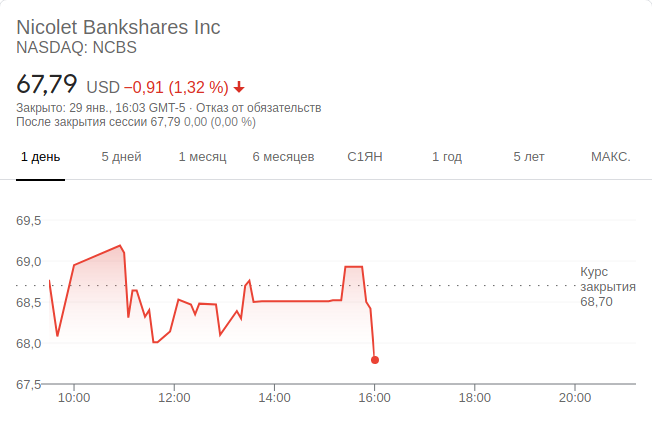 Nicolet Bankshares Inc
NASDAQ: NCBS
67,79 USD −0,91 (1,32 %)
Закрыто: 29 янв., 16:03 GMT-5 · Отказ от обязательств
После закрытия сессии 67,79 0,00 (0,00 %)
1 день 5 дней 1 месяц 6 месяцев С1ЯН 1 год 5 лет МАКС.
69,5
69,0
68,5
68,0
67,5
Курс
закрытия
68,70
10:00 12:00 14:00 16:00 18:00 20:00